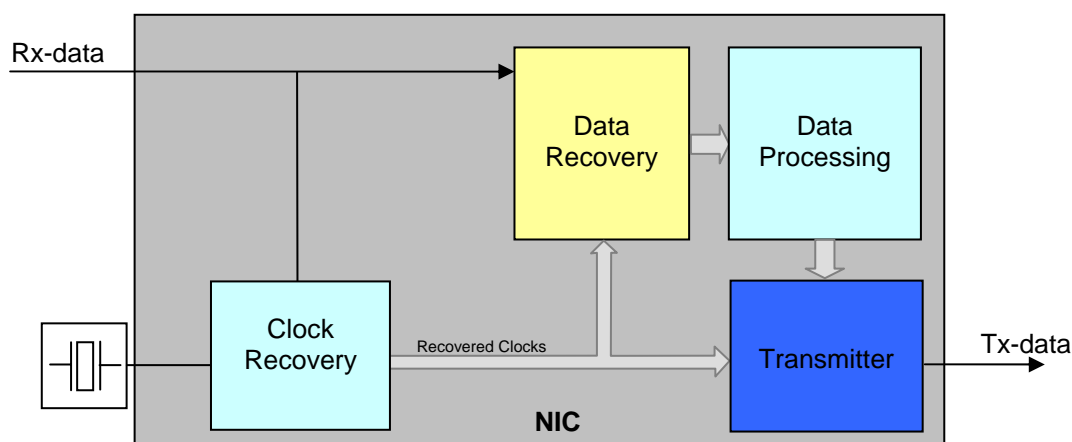 Rx-data
Data
Recovery
Data
Processing
Clock
Recovery
Recovered Clocks
Transmitter
Tx-data
NIC